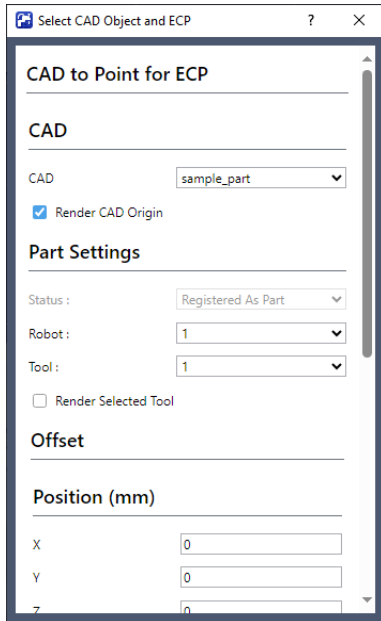 Select CAD Object and ECP ?
CAD to Point for ECP
CAD
CAD sample_part
Render CAD Origin
Part Settings
Status : Registered As Part
Robot : 1
Tool : 1
Render Selected Tool
Offset
Position (mm)
X 0
Y 0
Z 0